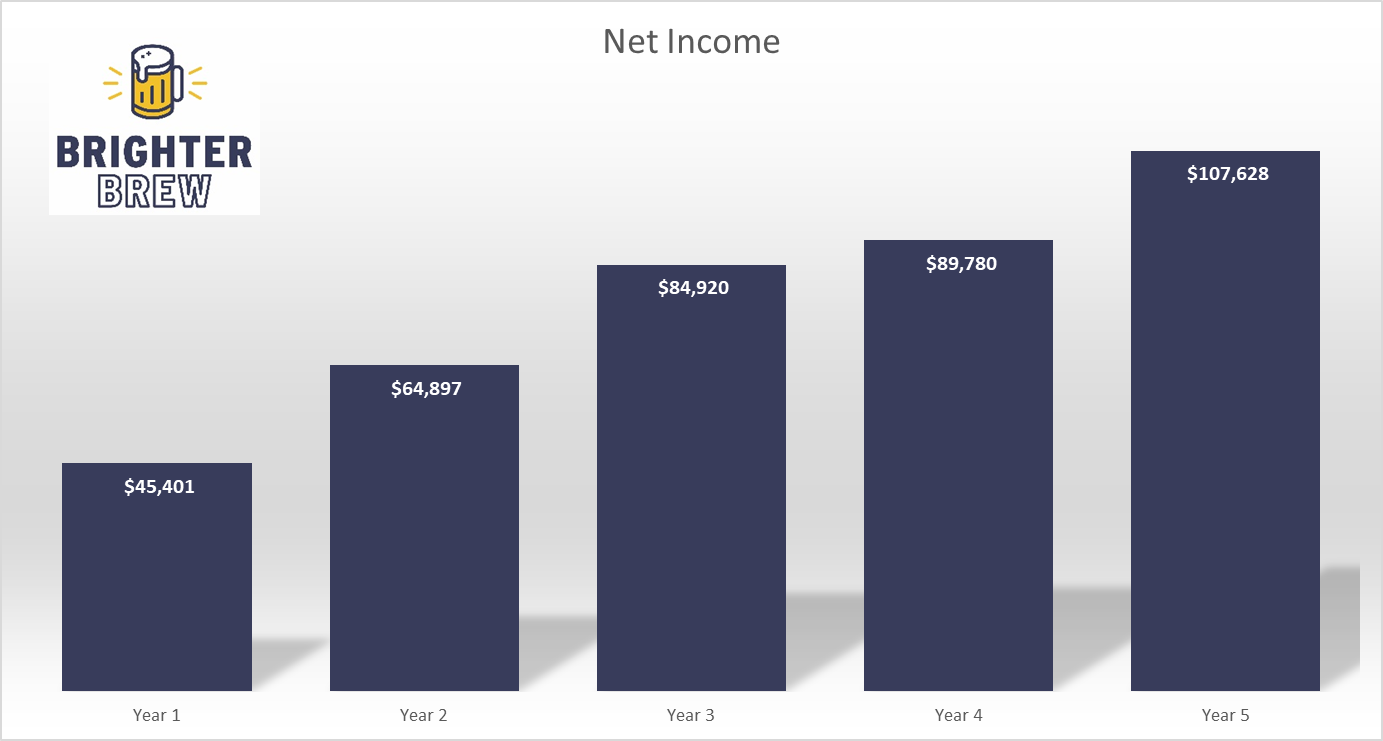 Net Income
BRIGHTER
BREW
$107,628
$89,780
$84,920
$64,897
$45,401
Year 1
Year 2
Year 3
Year 4
Year 5